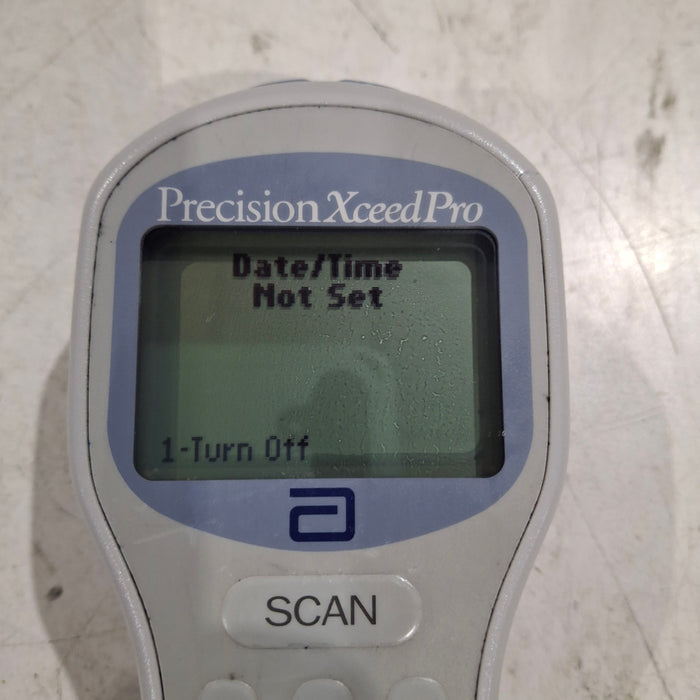 Precision Xceed Pro
Date/Time
Not Set
1-Turn Off
SCAN